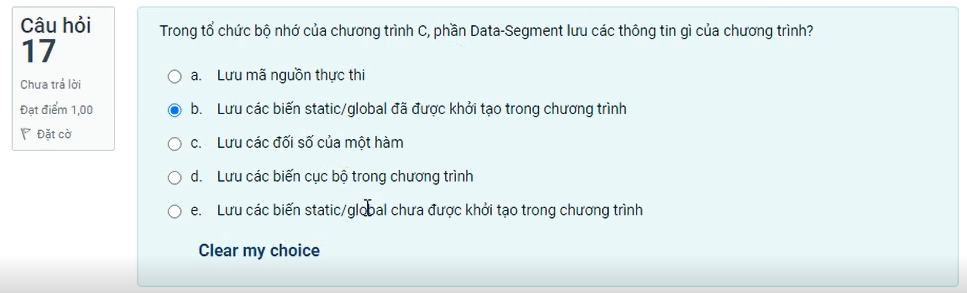 Câu hỏi
17
Chưa trả lời
Đạt điểm 1,00
Đặt cờ
Trong tổ chức bộ nhớ của chương trình C, phần Data-Segment lưu các thông tin gì của chương trình?
a. Lưu mã nguồn thực thi
b. Lưu các biến static/global đã được khởi tạo trong chương trình
c. Lưu các đối số của một hàm
d. Lưu các biến cục bộ trong chương trình
e. Lưu các biến static/global chưa được khởi tạo trong chương trình
Clear my choice